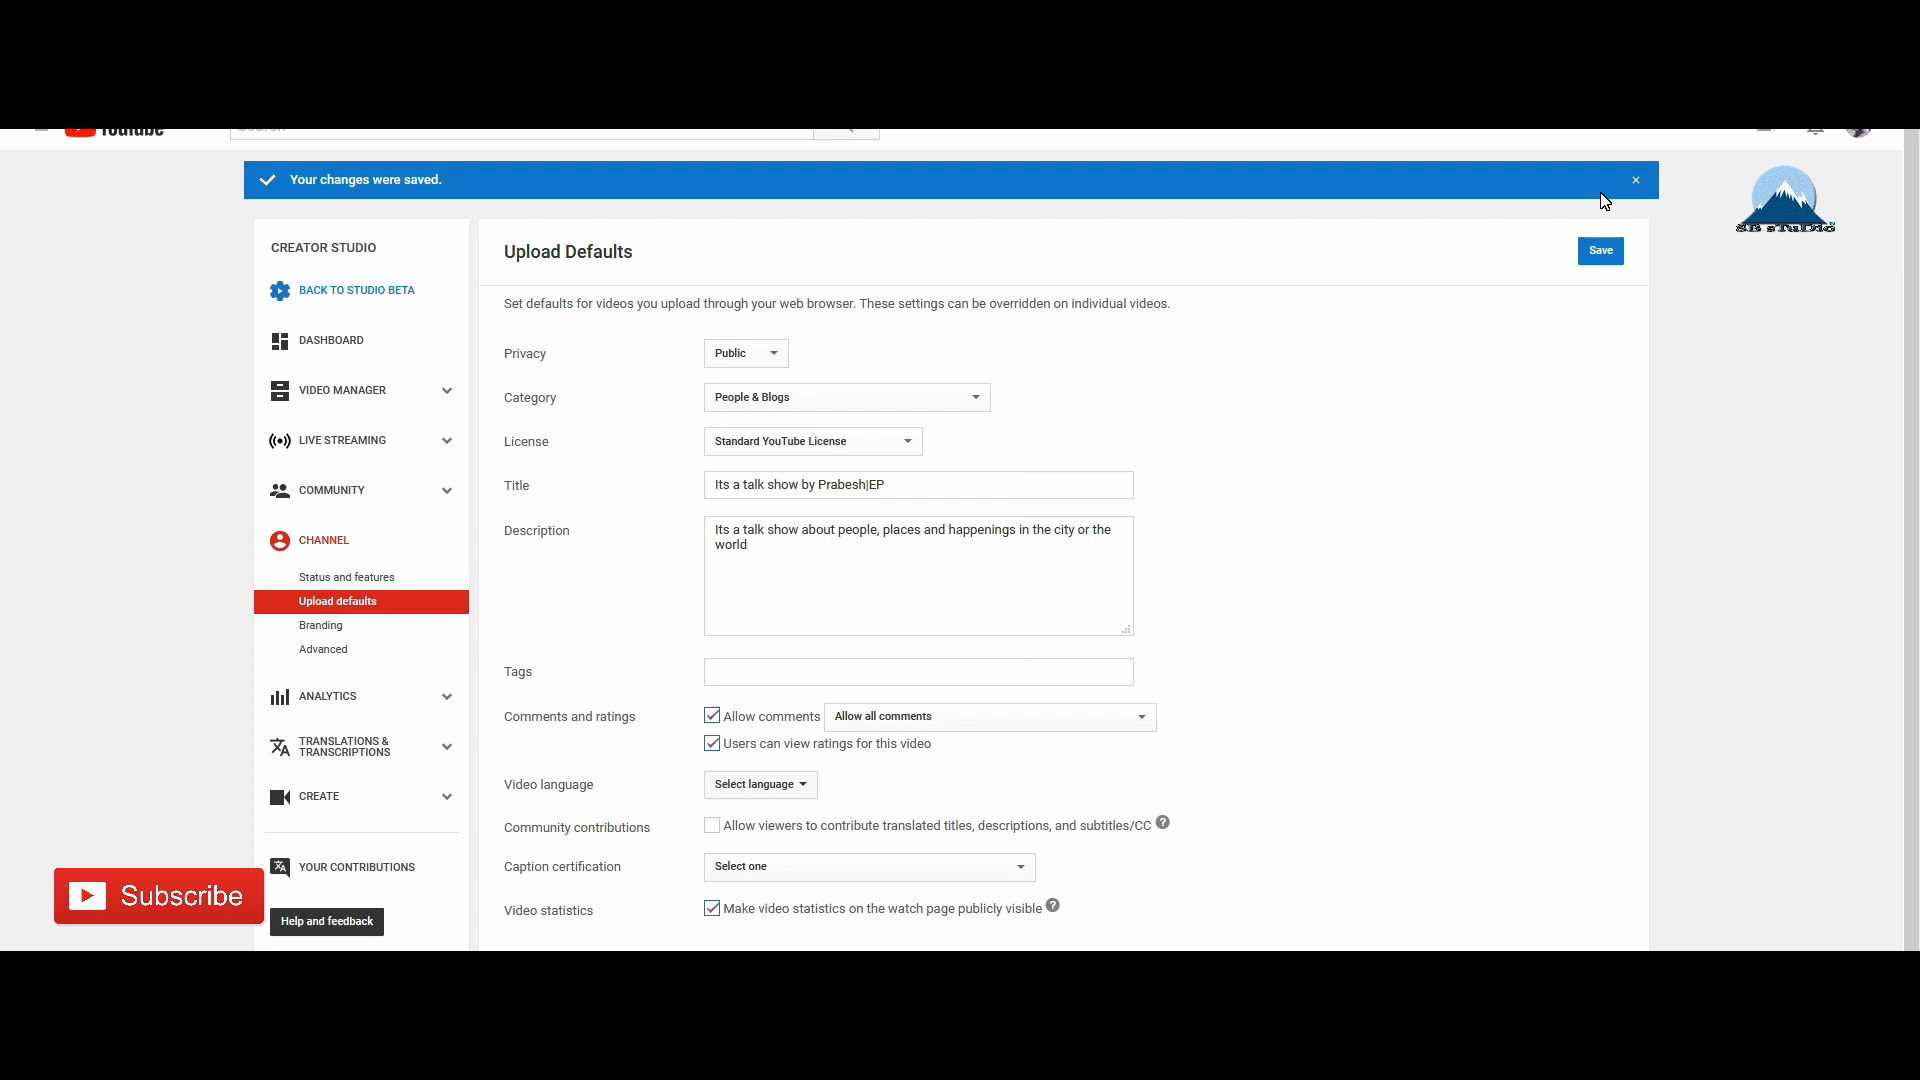 YouTube
Search
Your changes were saved.
SB sTuDio
CREATOR STUDIO
BACK TO STUDIO BETA
DASHBOARD
VIDEO MANAGER
LIVE STREAMING
COMMUNITY
CHANNEL
Status and features
Upload defaults
Branding
Advanced
ANALYTICS
TRANSLATIONS &
TRANSCRIPTIONS
CREATE
YOUR CONTRIBUTIONS
Subscribe
Help and feedback
Upload Defaults
Save
Set defaults for videos you upload through your web browser. These settings can be overridden on individual videos.
Privacy Public
Category People & Blogs
License Standard YouTube License
Title Its a talk show by Prabesh|EP
Description Its a talk show about people, places and happenings in the city or the
world
Tags
Comments and ratings Allow comments Allow all comments
Users can view ratings for this video
Video language Select language
Community contributions Allow viewers to contribute translated titles, descriptions, and subtitles/CC ?
Caption certification Select one
Video statistics Make video statistics on the watch page publicly visible ?